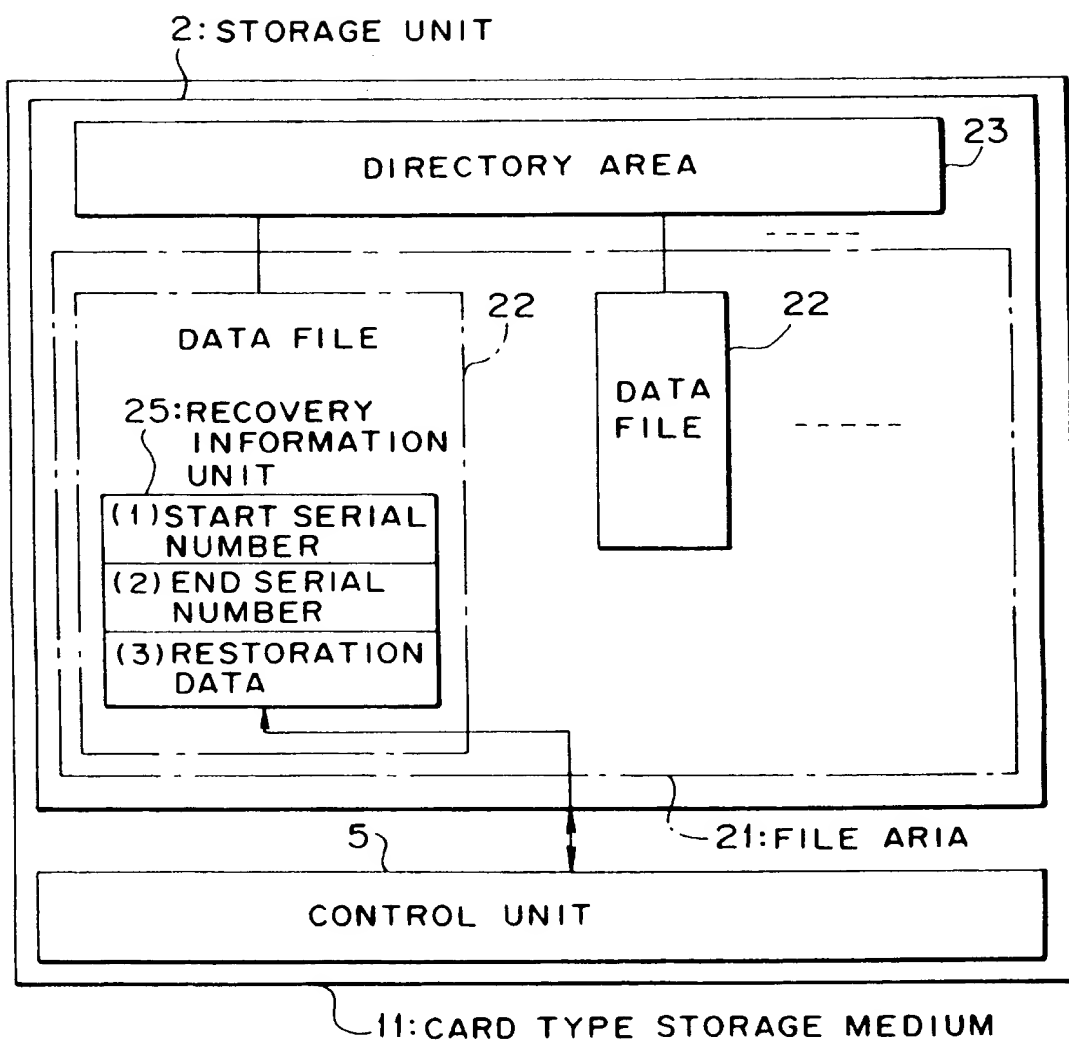 2: STORAGE UNIT
23
DIRECTORY AREA
22
22
DATA FILE
DATA
FILE
25: RECOVERY
INFORMATION
UNIT
(1) START SERIAL
NUMBER
(2) END SERIAL
NUMBER
(3) RESTORATION
DATA
21: FILE ARIA
5
CONTROL UNIT
11: CARD TYPE STORAGE MEDIUM